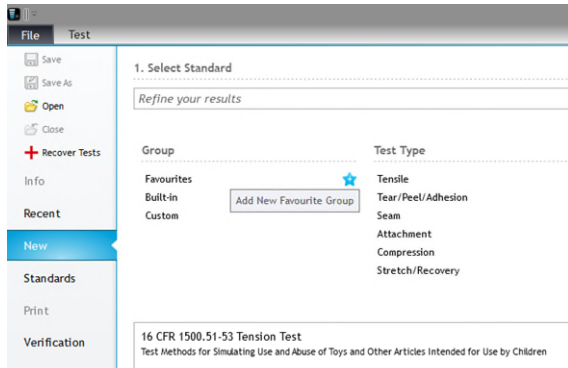 File Test
Save
Save As
Open
Close
Recover Tests
Info
Recent
New
Standards
Print
Verification
1. Select Standard
Refine your results
Group
Favourites
Built-in
Custom
Add New Favourite Group
Test Type
Tensile
Tear/Peel/Adhesion
Seam
Attachment
Compression
Stretch/Recovery
16 CFR 1500.51-53 Tension Test
Test Methods for Simulating Use and Abuse of Toys and Other Articles Intended for Use by Children